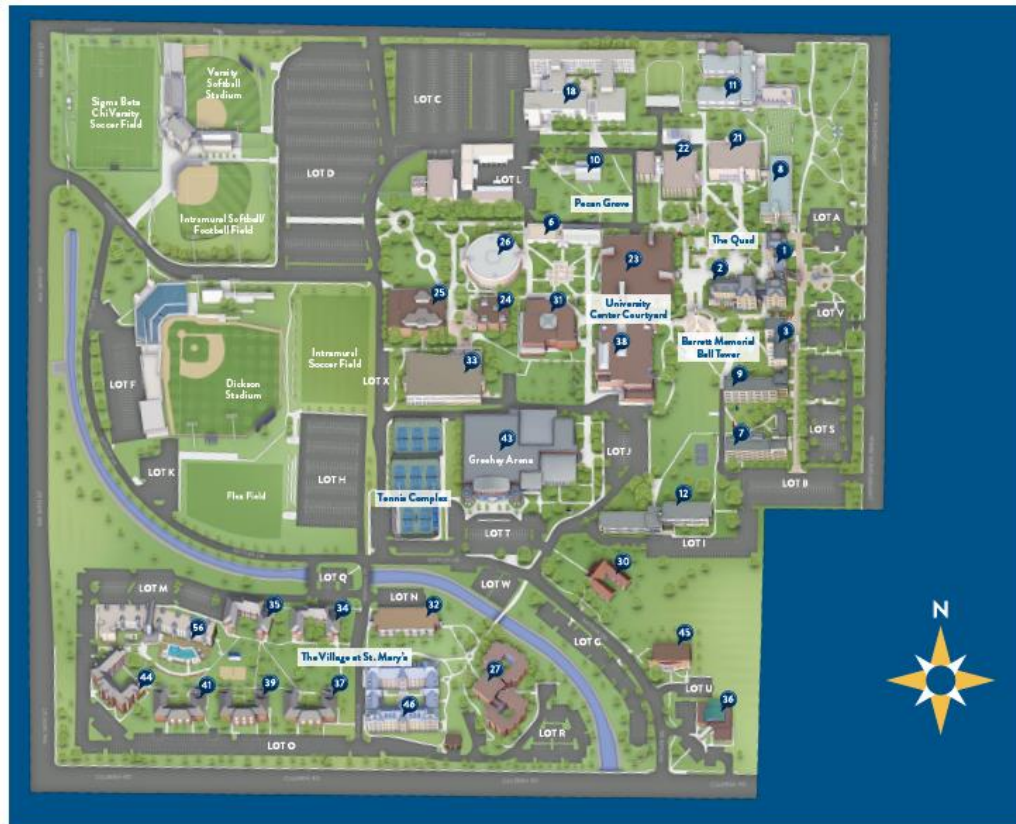 Varsity
Softball
Stadium
Sigma Beta
Chi Varsity
Soccer Field
LOT C
18
11
LOT D
10
22
21
8
LOT L
Pecan Grove
LOT A
Intramural Softball/
Football Field
6
26
The Quad
1
23
2
25
24
31
University
Center Courtyard
LOT V
3
38
Barrett Memorial
Bell Tower
Intramural
Soccer Field
33
LOT X
9
LOT F
Dickson
Stadium
43
Greehey Arena
7
LOT S
LOT J
LOT K
LOT H
LOT B
Flex Field
Tennis Complex
12
LOT T
LOT I
30
LOT Q
LOT W
LOT M
LOT N
35
34
32
56
LOT G
45
The Village at St. Mary's
27
44
41
39
37
LOT U
46
36
LOT O
LOT R
N